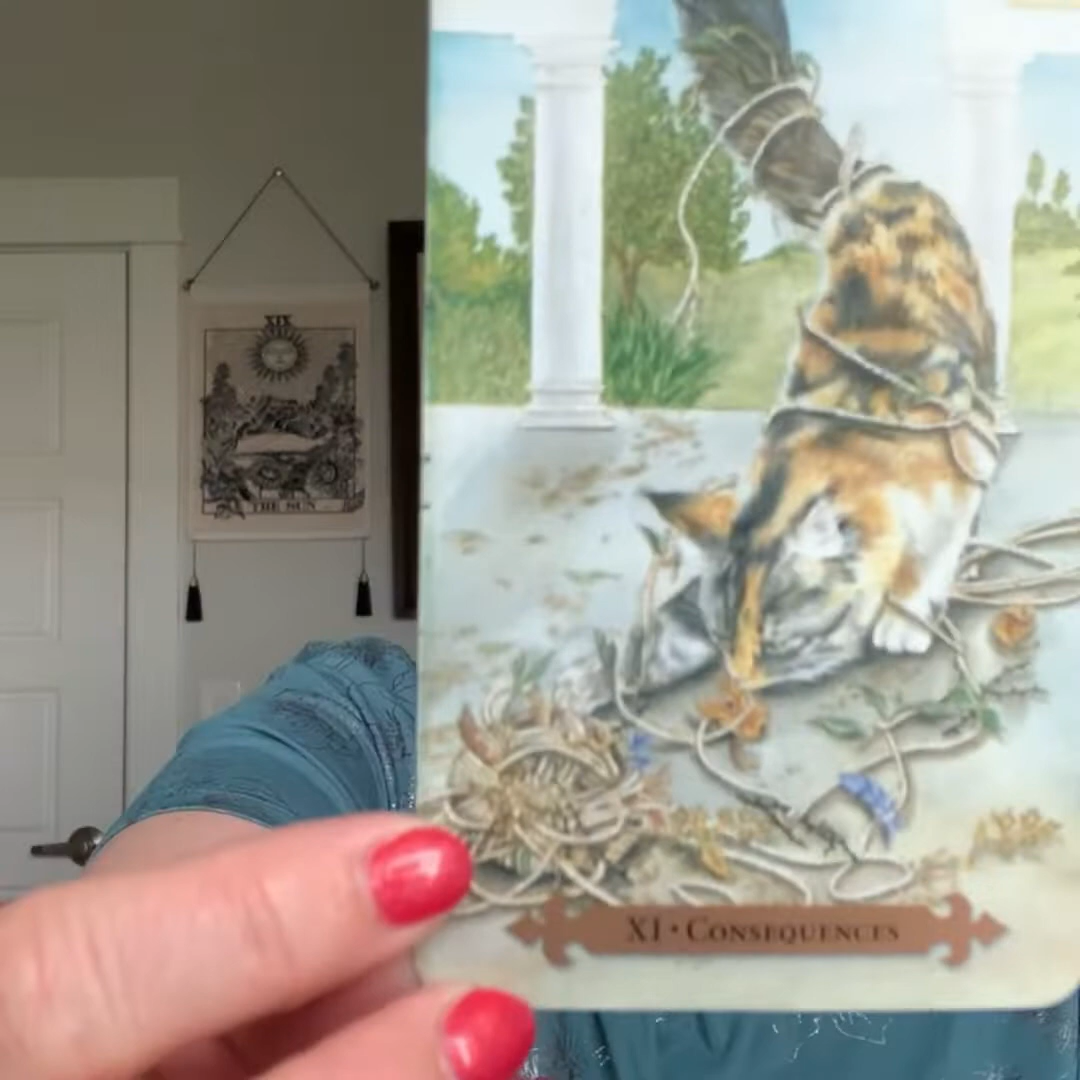 XIX
THE SUN
XI • CONSEQUENCES